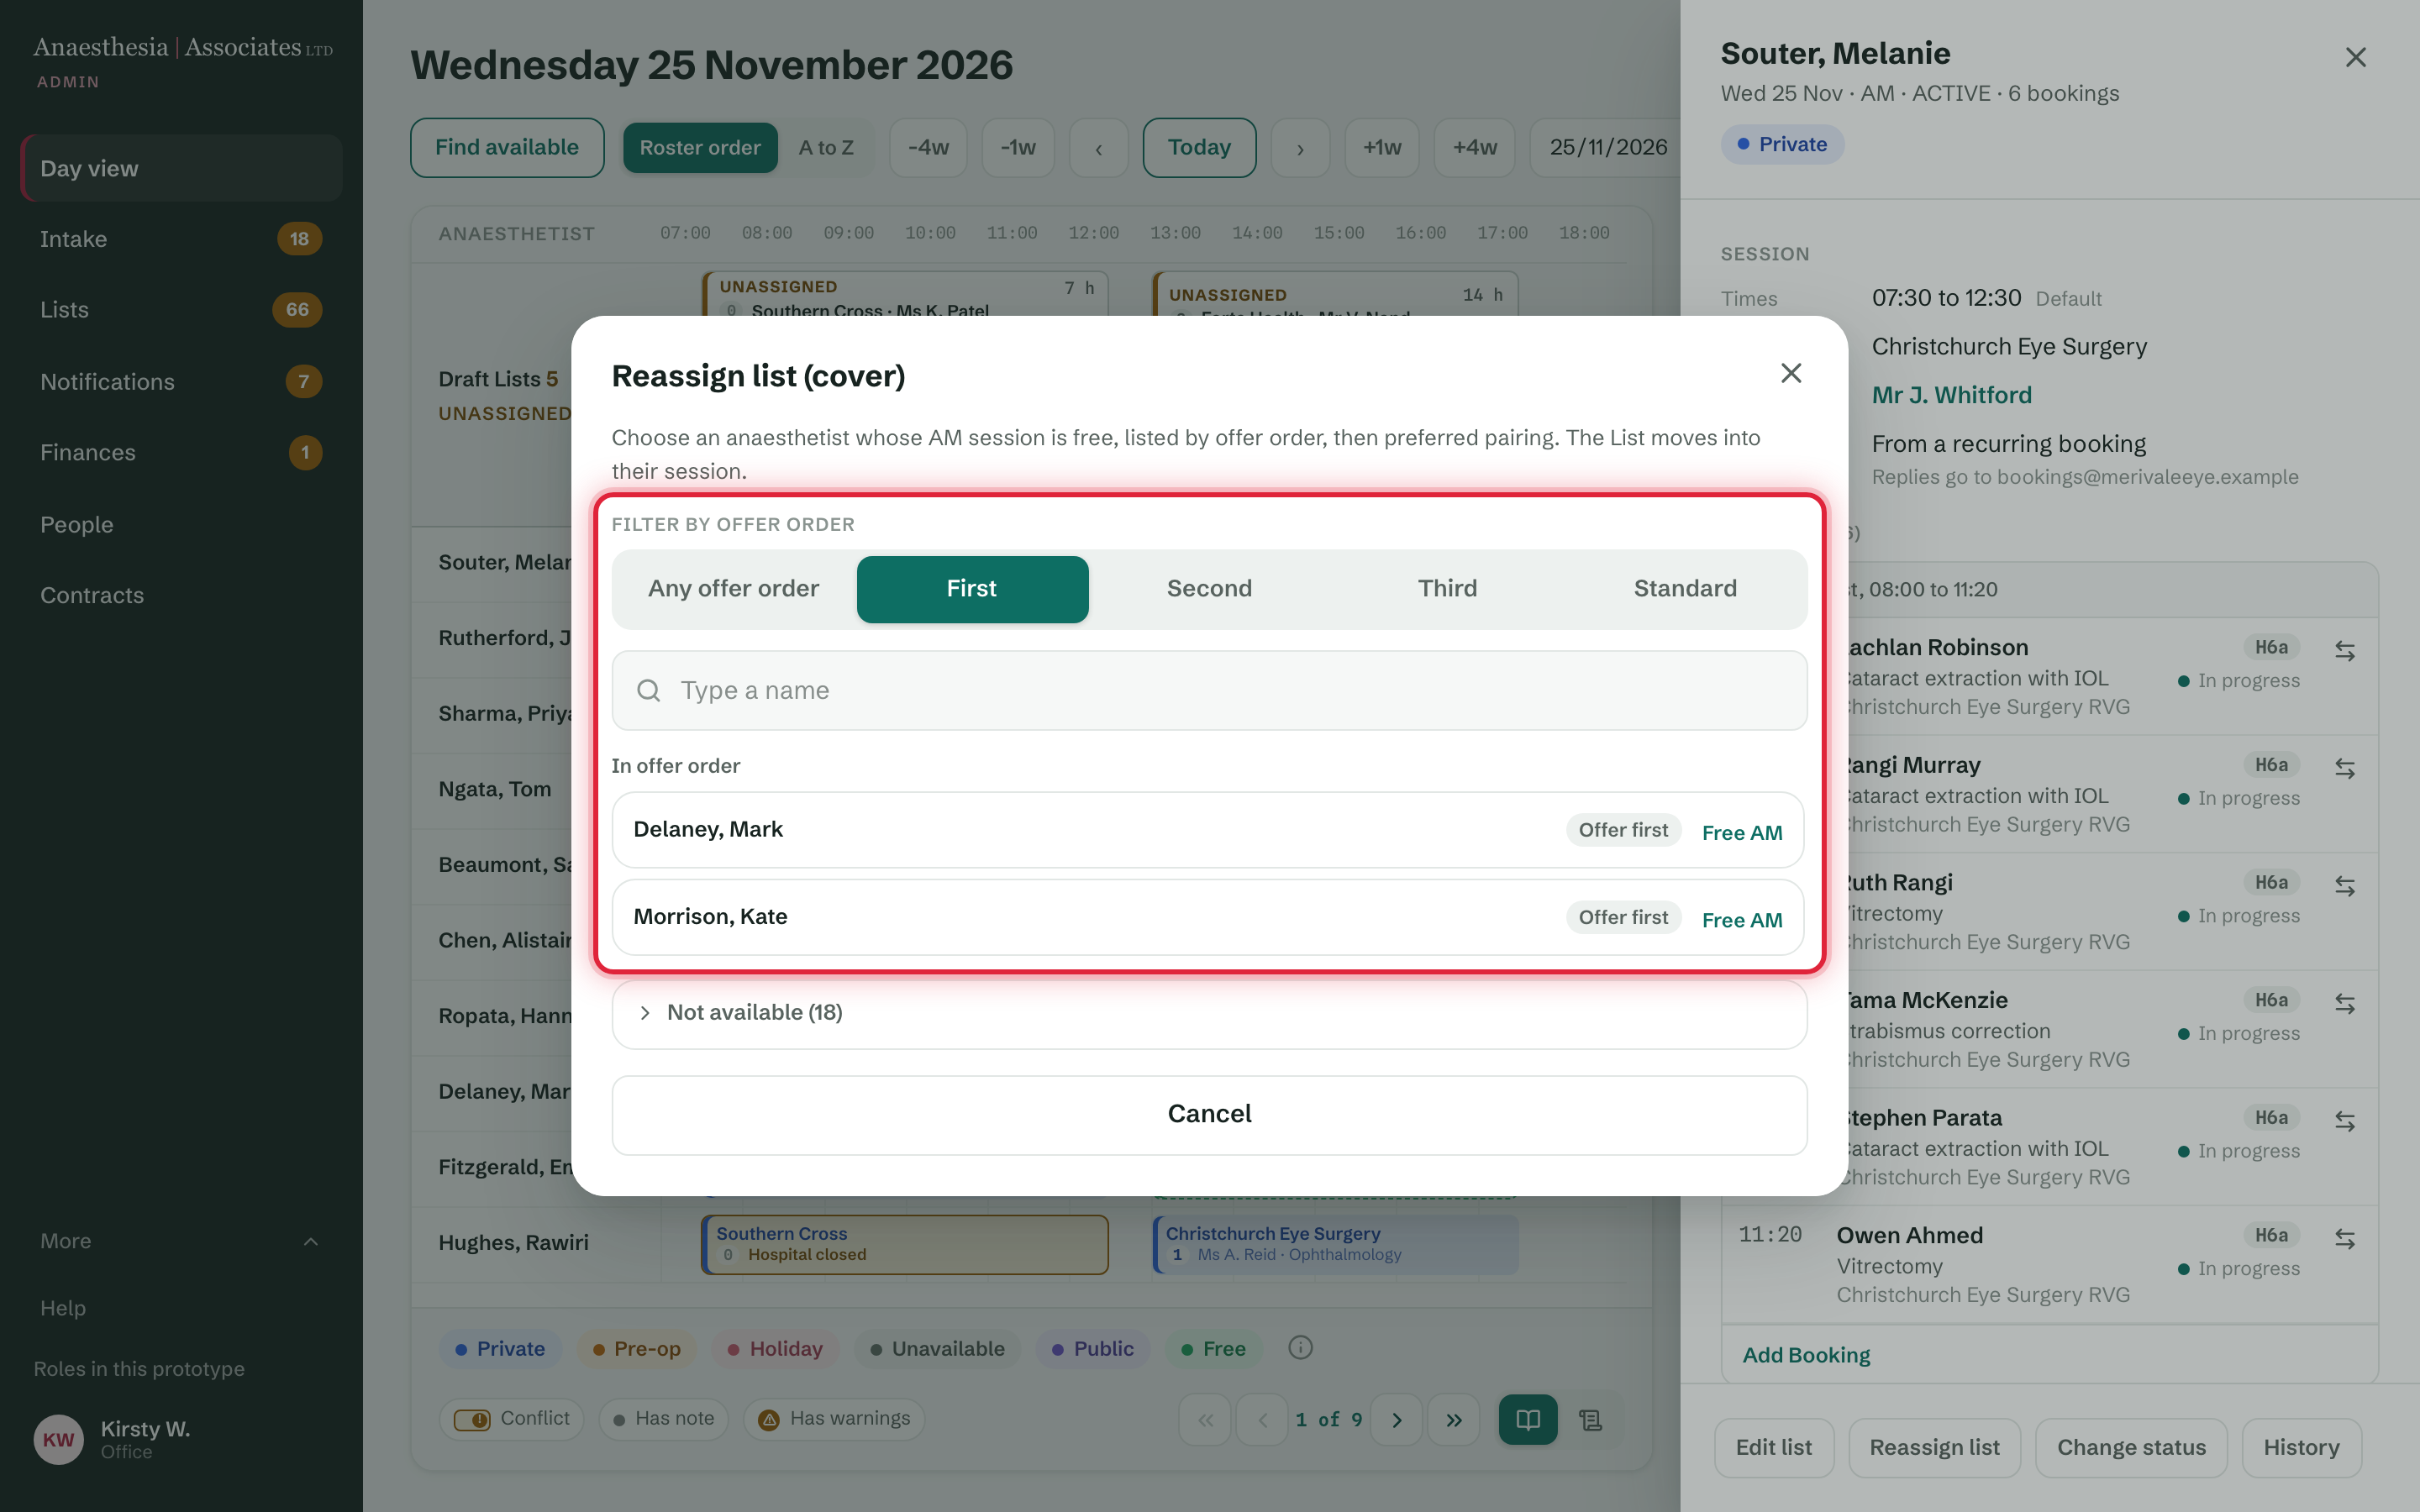 Anaesthesia | Associates LTD
ADMIN
Day view
Intake 18
Lists 66
Notifications 7
Finances 1
People
Contracts
More
Help
Roles in this prototype
KW Kirsty W.
Office
Wednesday 25 November 2026
Find available Roster order A to Z -4w -1w ‹ Today › +1w +4w 25/11/2026
ANAESTHETIST 07:00 08:00 09:00 10:00 11:00 12:00 13:00 14:00 15:00 16:00 17:00 18:00
UNASSIGNED 7 h
0 Southern Cross · Ms K. Patel
UNASSIGNED 14 h
Draft Lists 5
UNASSIGNED
Souter, Melan
Rutherford, J
Sharma, Priya
Ngata, Tom
Beaumont, Sa
Chen, Alistair
Ropata, Hann
Delaney, Mar
Fitzgerald, Em
Hughes, Rawiri
Southern Cross
0 Hospital closed
Christchurch Eye Surgery
1 Ms A. Reid · Ophthalmology
Private Pre-op Holiday Unavailable Public Free
Conflict Has note Has warnings
« ‹ 1 of 9 › »
Reassign list (cover)
Choose an anaesthetist whose AM session is free, listed by offer order, then preferred pairing. The List moves into
their session.
FILTER BY OFFER ORDER
Any offer order First Second Third Standard
Type a name
In offer order
Delaney, Mark Offer first Free AM
Morrison, Kate Offer first Free AM
Not available (18)
Cancel
Souter, Melanie
Wed 25 Nov · AM · ACTIVE · 6 bookings
Private
SESSION
Times 07:30 to 12:30 Default
Christchurch Eye Surgery
Mr J. Whitford
From a recurring booking
Replies go to bookings@merivaleeye.example
st, 08:00 to 11:20
achlan Robinson H6a
ataract extraction with IOL In progress
hristchurch Eye Surgery RVG
angi Murray H6a
ataract extraction with IOL In progress
hristchurch Eye Surgery RVG
uth Rangi H6a
itrectomy In progress
hristchurch Eye Surgery RVG
ama McKenzie H6a
trabismus correction In progress
hristchurch Eye Surgery RVG
tephen Parata H6a
ataract extraction with IOL In progress
hristchurch Eye Surgery RVG
11:20 Owen Ahmed H6a
Vitrectomy In progress
Christchurch Eye Surgery RVG
Add Booking
Edit list Reassign list Change status History